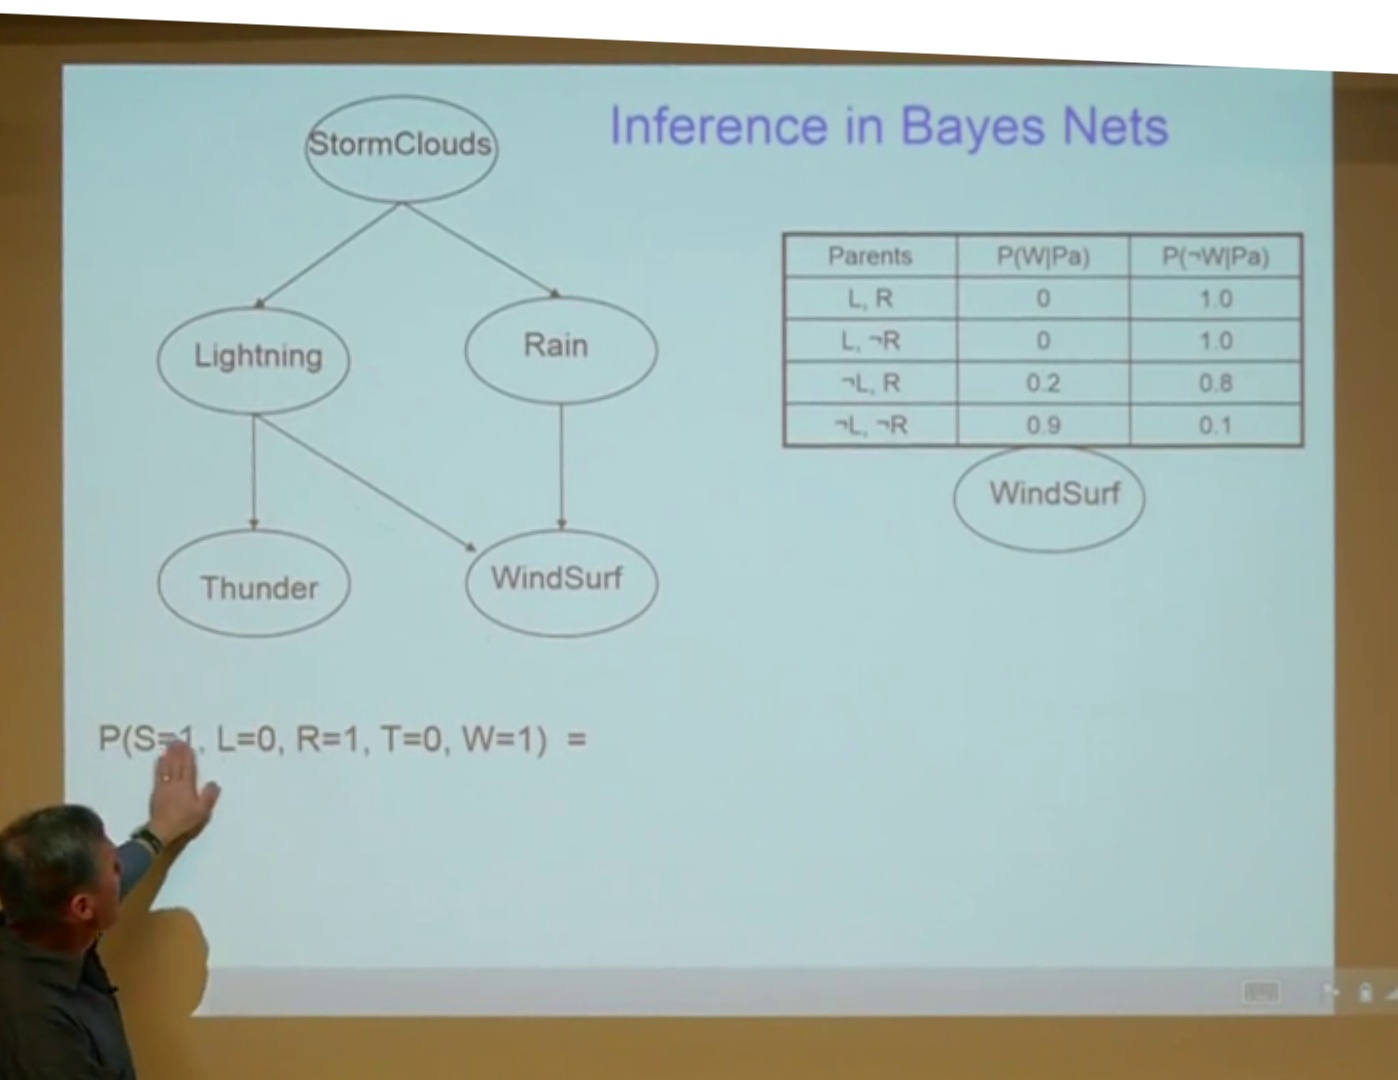 Inference in Bayes Nets
StormClouds
Lightning
Rain
Thunder
WindSurf
Parents P(W|Pa) P(¬W|Pa)
L, R 0 1.0
L, ¬R 0 1.0
¬L, R 0.2 0.8
¬L, ¬R 0.9 0.1
WindSurf
P(S=1, L=0, R=1, T=0, W=1) =